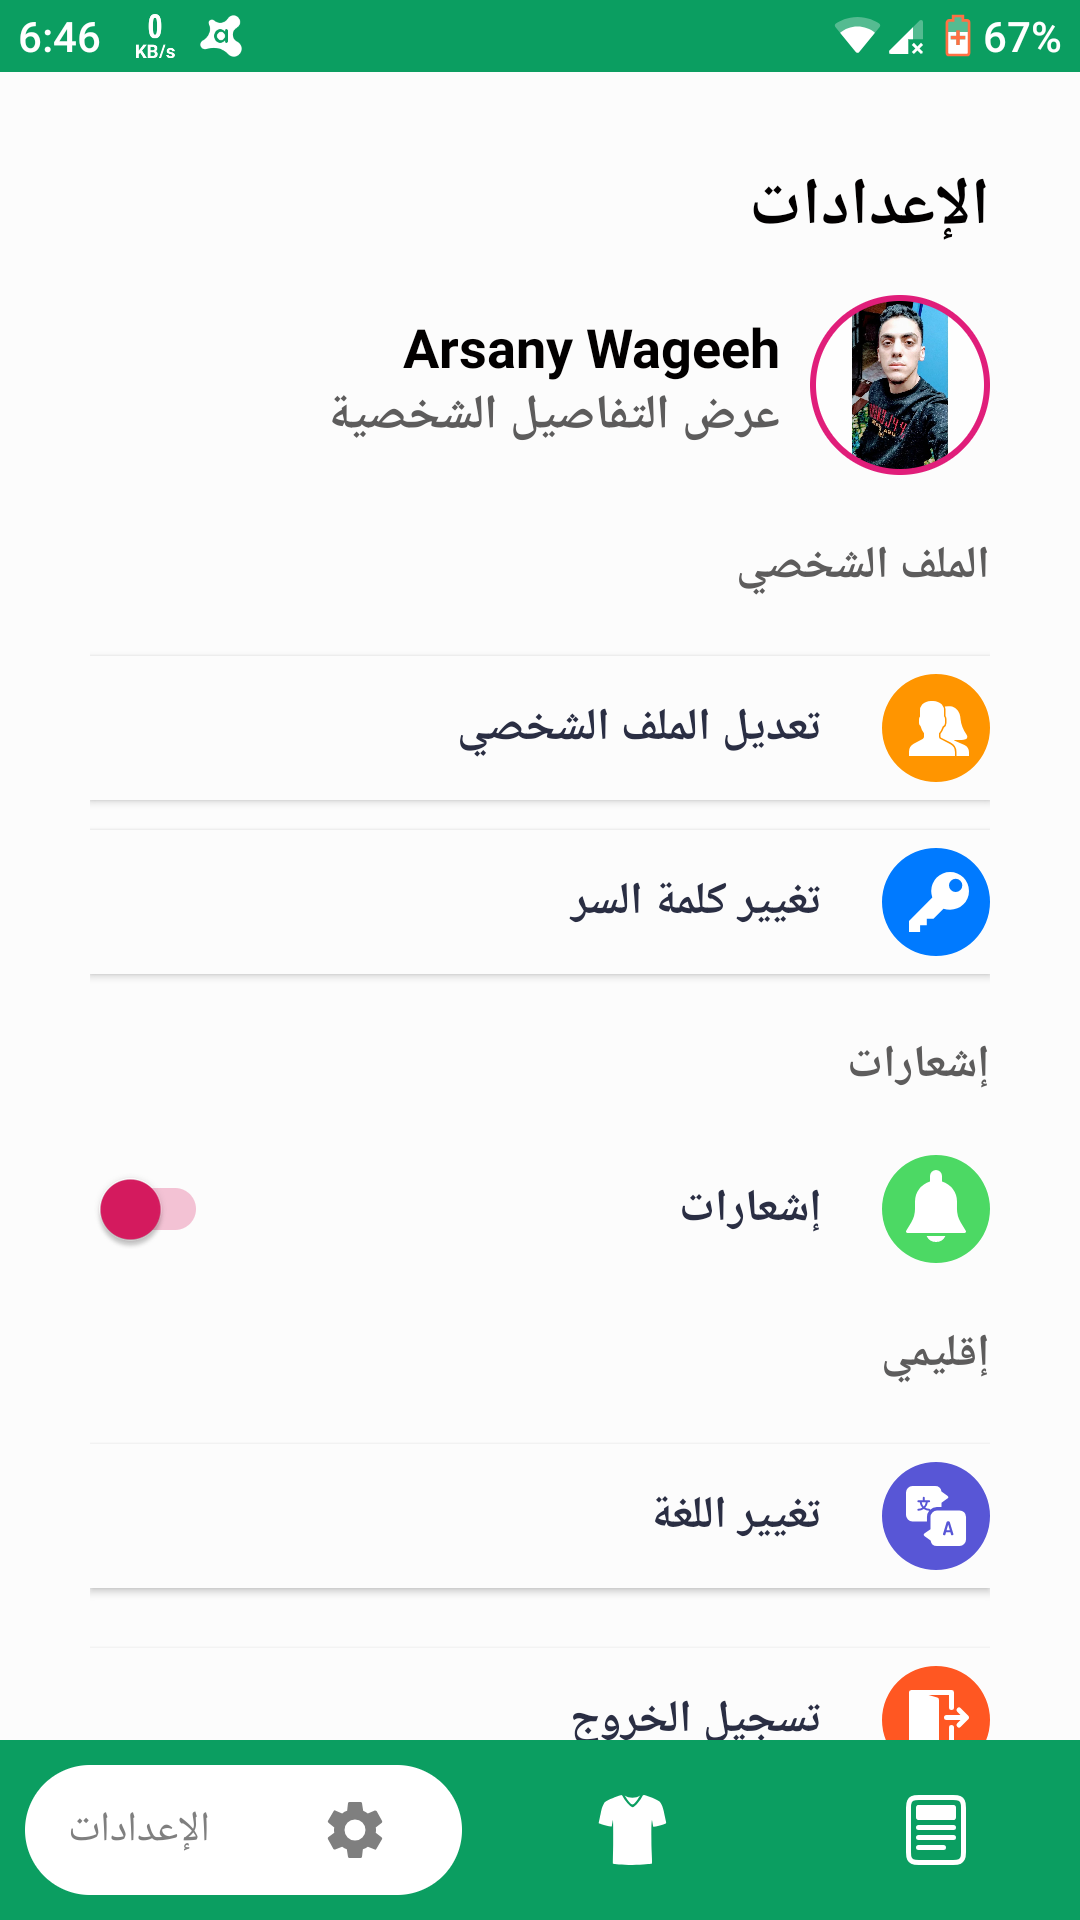 6:46 0 KB/s 67%
الإعدادات
Arsany Wageeh
عرض التفاصيل الشخصية
الملف الشخصي
تعديل الملف الشخصي
تغيير كلمة السر
إشعارات
إشعارات
إقليمي
تغيير اللغة
تسجيل الخروج
الإعدادات